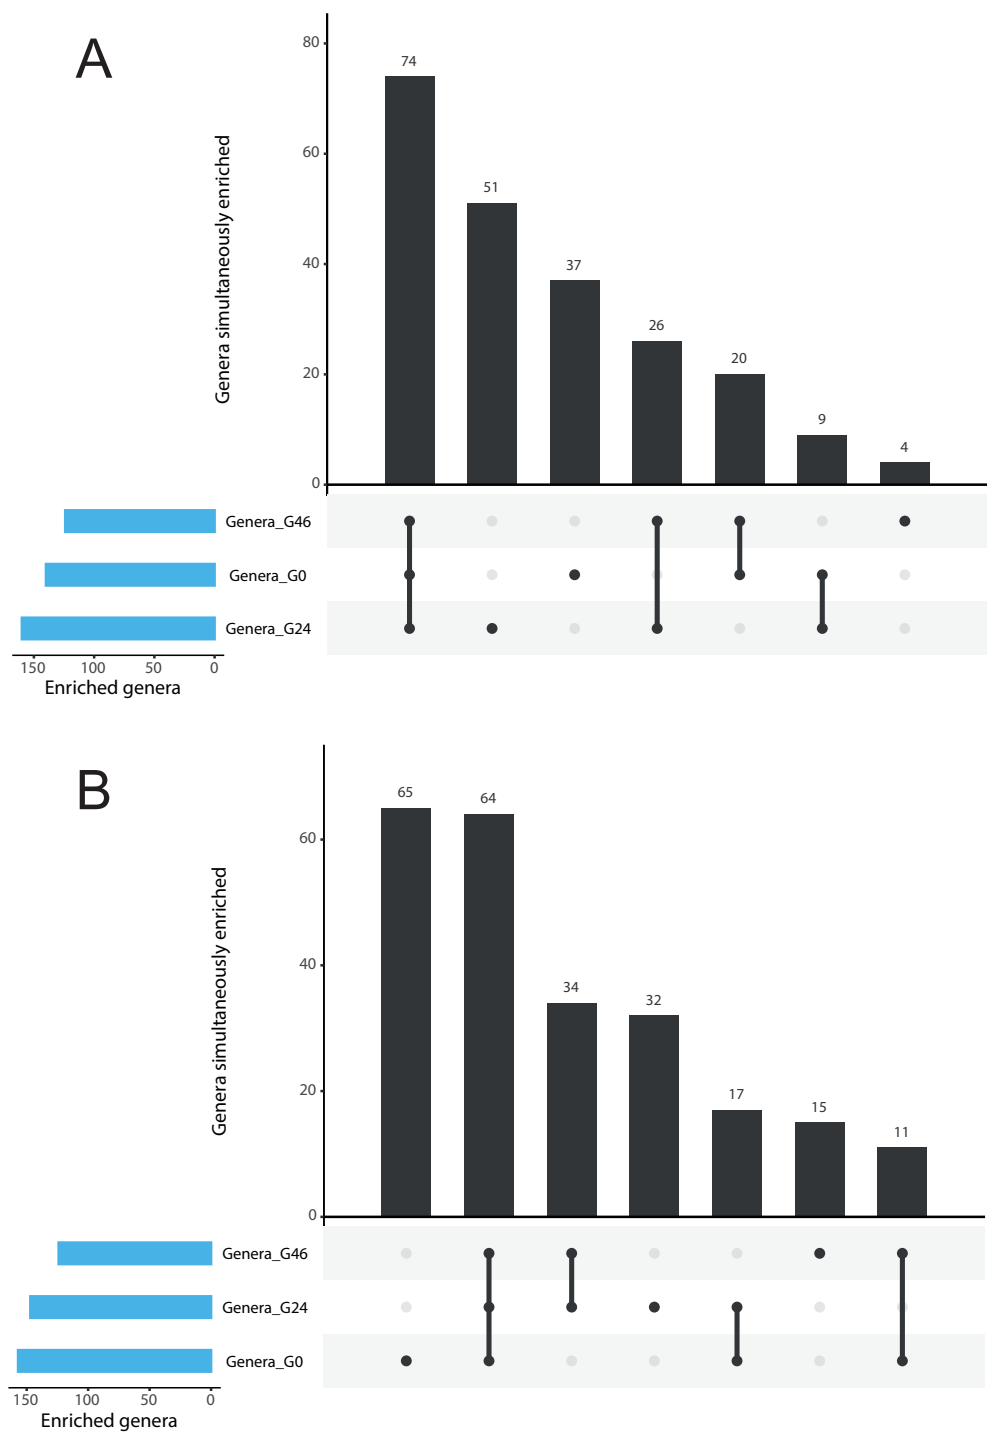 A
80
60
40
20
0
Genera simultaneously enriched
74
51
37
26
20
9
4
Genera_G46
Genera_G0
Genera_G24
150 100 50 0
Enriched genera
B
60
40
20
0
Genera simultaneously enriched
65
64
34
32
17
15
11
Genera_G46
Genera_G24
Genera_G0
150 100 50 0
Enriched genera